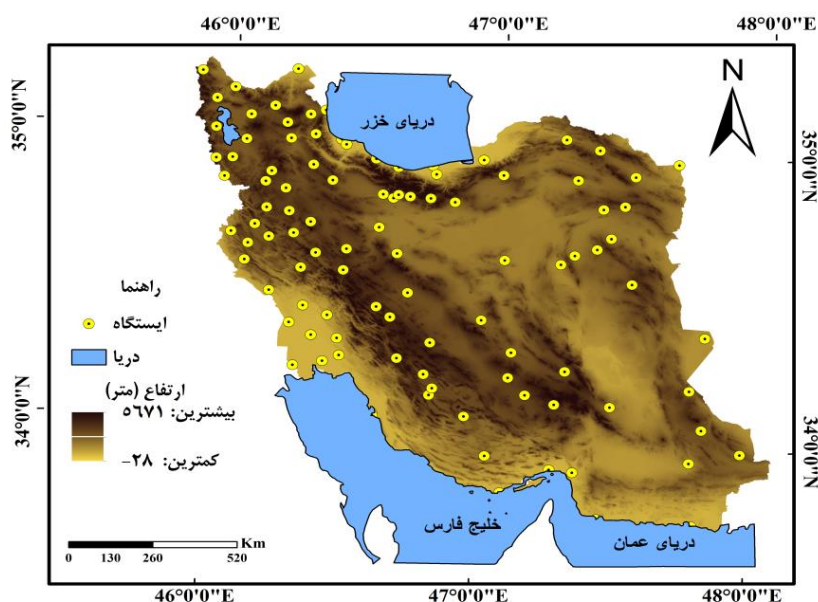 46°0'0"E
47°0'0"E
48°0'0"E
N
35°0'0"N
35°0'0"N
دریای خزر
راهنما
ایستگاه
دریا
ارتفاع (متر)
بیشترین: ۵۶۷۱
کمترین: ۲۸-
34°0'0"N
34°0'0"N
خلیج فارس
دریای عمان
Km
0 130 260 520
46°0'0"E
47°0'0"E
48°0'0"E